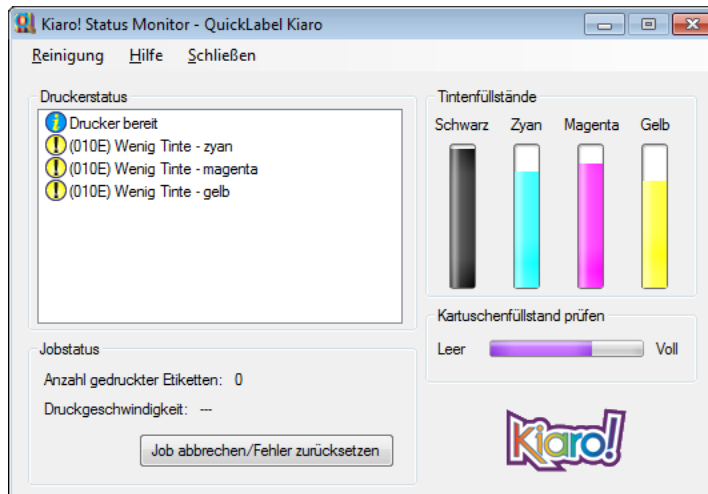 Kiaro! Status Monitor - QuickLabel Kiaro
Reinigung Hilfe Schließen
Druckerstatus
Drucker bereit
(010E) Wenig Tinte - zyan
(010E) Wenig Tinte - magenta
(010E) Wenig Tinte - gelb
Tintenfüllstände
Schwarz Zyan Magenta Gelb
Kartuschenfüllstand prüfen
Leer Voll
Jobstatus
Anzahl gedruckter Etiketten: 0
Druckgeschwindigkeit: ---
Job abbrechen/Fehler zurücksetzen
Kiaro!